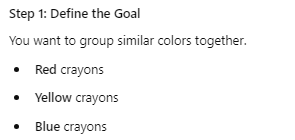 Step 1: Define the Goal
You want to group similar colors together.
• Red crayons
• Yellow crayons
• Blue crayons